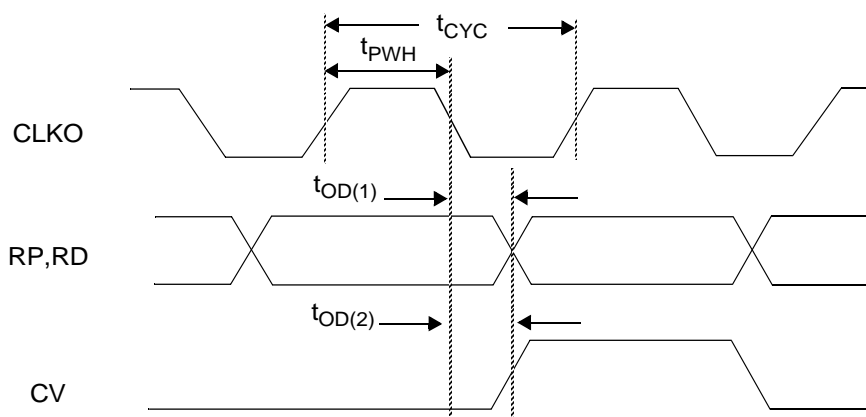 tCYC
tPWH
CLKO
tOD(1)
RP,RD
tOD(2)
CV